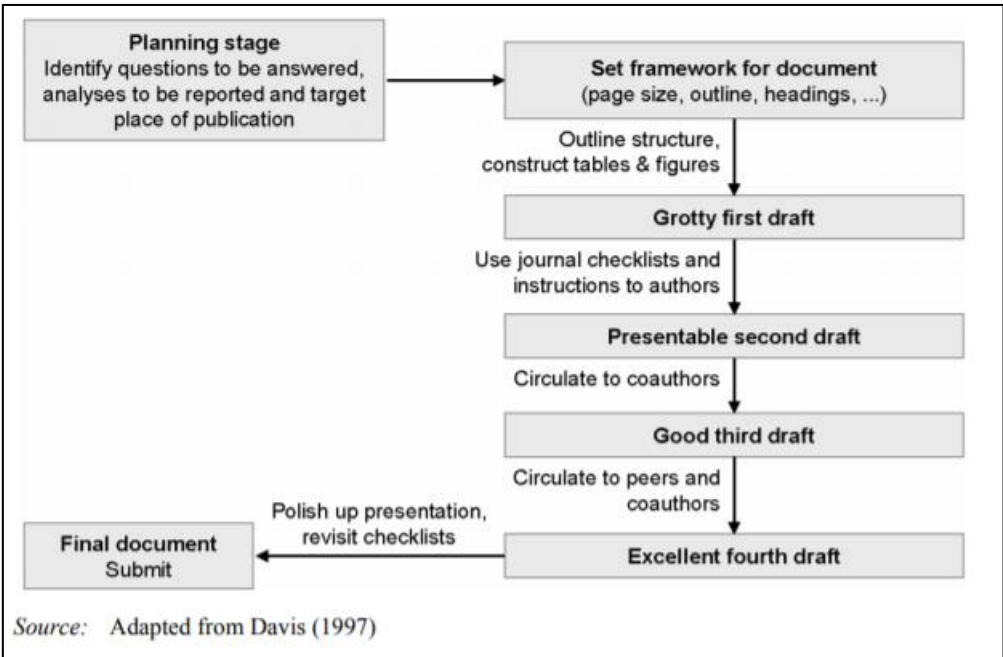 Planning stage
Identify questions to be answered,
analyses to be reported and target
place of publication
Set framework for document
(page size, outline, headings, ...)
Outline structure,
construct tables & figures
Grotty first draft
Use journal checklists and
instructions to authors
Presentable second draft
Circulate to coauthors
Good third draft
Circulate to peers and
coauthors
Excellent fourth draft
Polish up presentation,
revisit checklists
Final document
Submit
Source: Adapted from Davis (1997)